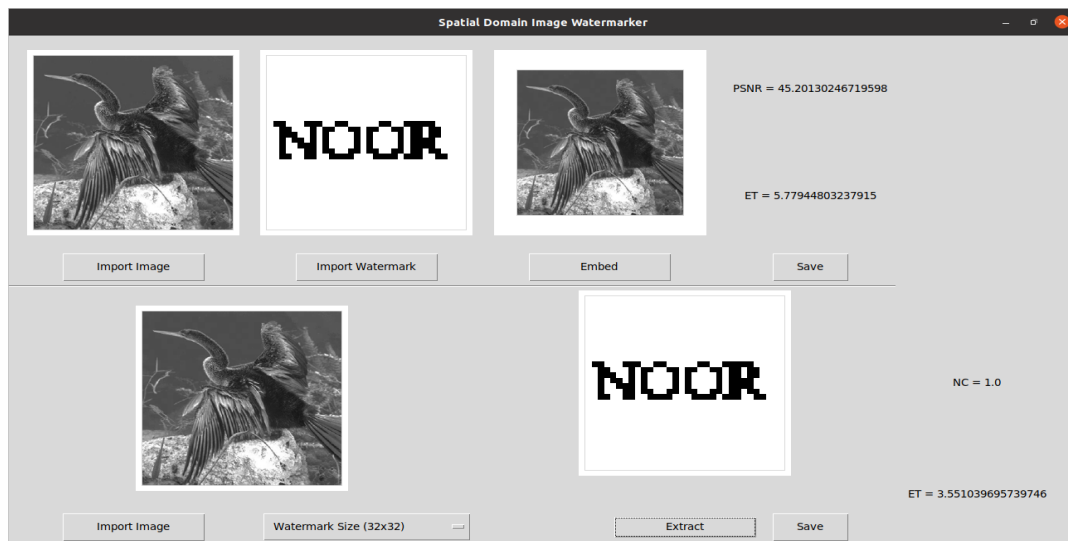 Spatial Domain Image Watermarker
NOOR
PSNR = 45.20130246719598
ET = 5.77944803237915
Import Image
Import Watermark
Embed
Save
NOOR
NC = 1.0
ET = 3.551039695739746
Import Image
Watermark Size (32x32)
Extract
Save